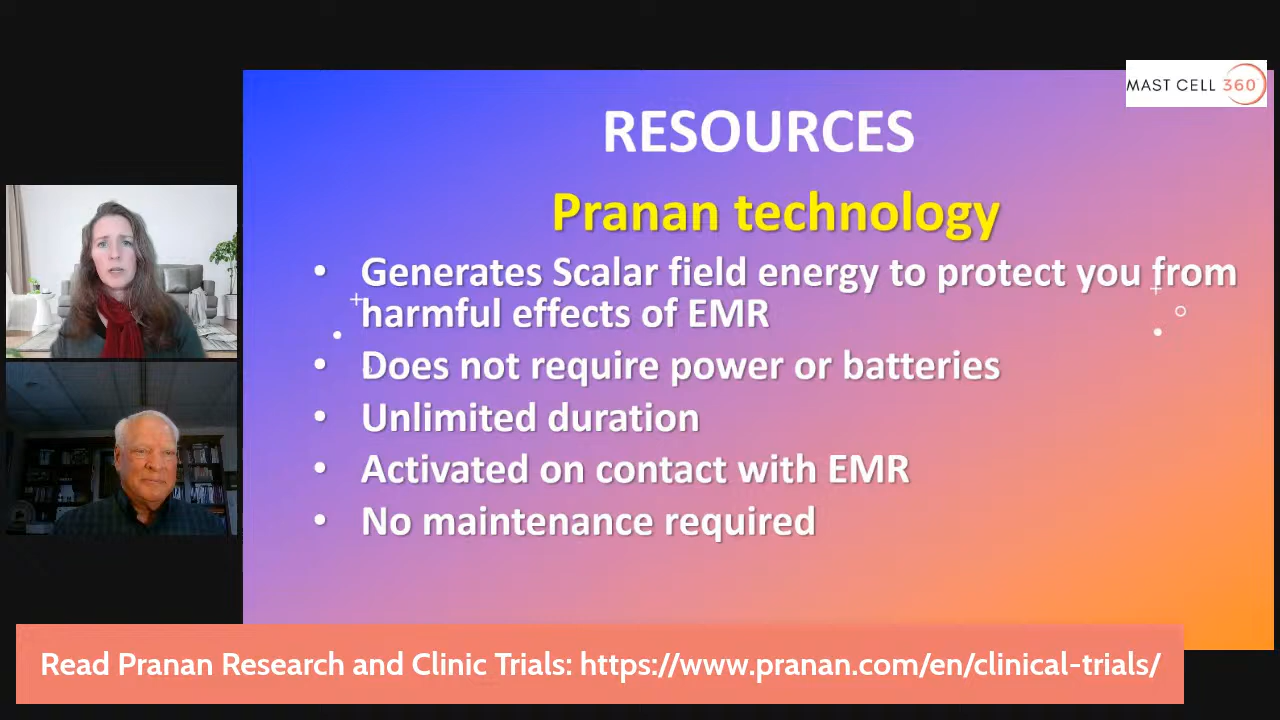 MAST CELL 360
RESOURCES
Pranan technology
• Generates Scalar field energy to protect you from
harmful effects of EMR
• Does not require power or batteries
• Unlimited duration
• Activated on contact with EMR
• No maintenance required
Read Pranan Research and Clinic Trials: https://www.pranan.com/en/clinical-trials/